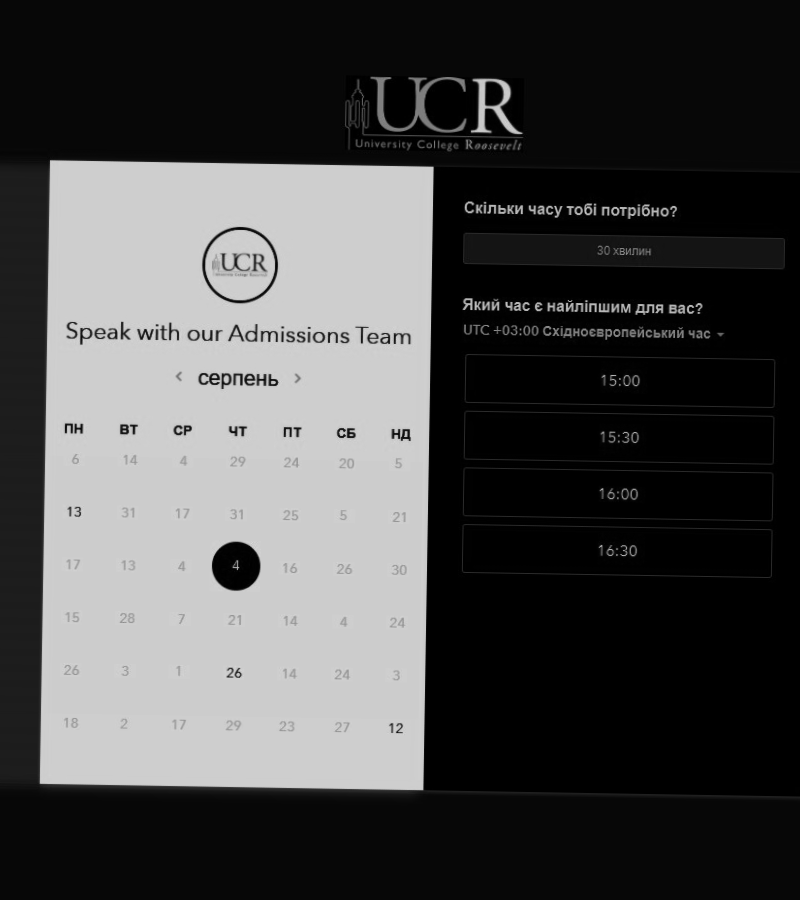 UCR
University College Roosevelt
UCR
University College Roosevelt
Speak with our Admissions Team
серпень
ПН ВТ СР ЧТ ПТ СБ НД
6 14 4 29 24 20 5
13 31 17 31 25 5 21
17 13 4 4 16 26 30
15 28 7 21 14 4 24
26 3 1 26 14 24 3
18 2 17 29 23 27 12
Скільки часу тобі потрібно?
30 хвилин
Який час є найліпшим для вас?
UTC +03:00 Східноєвропейський час
15:00
15:30
16:00
16:30